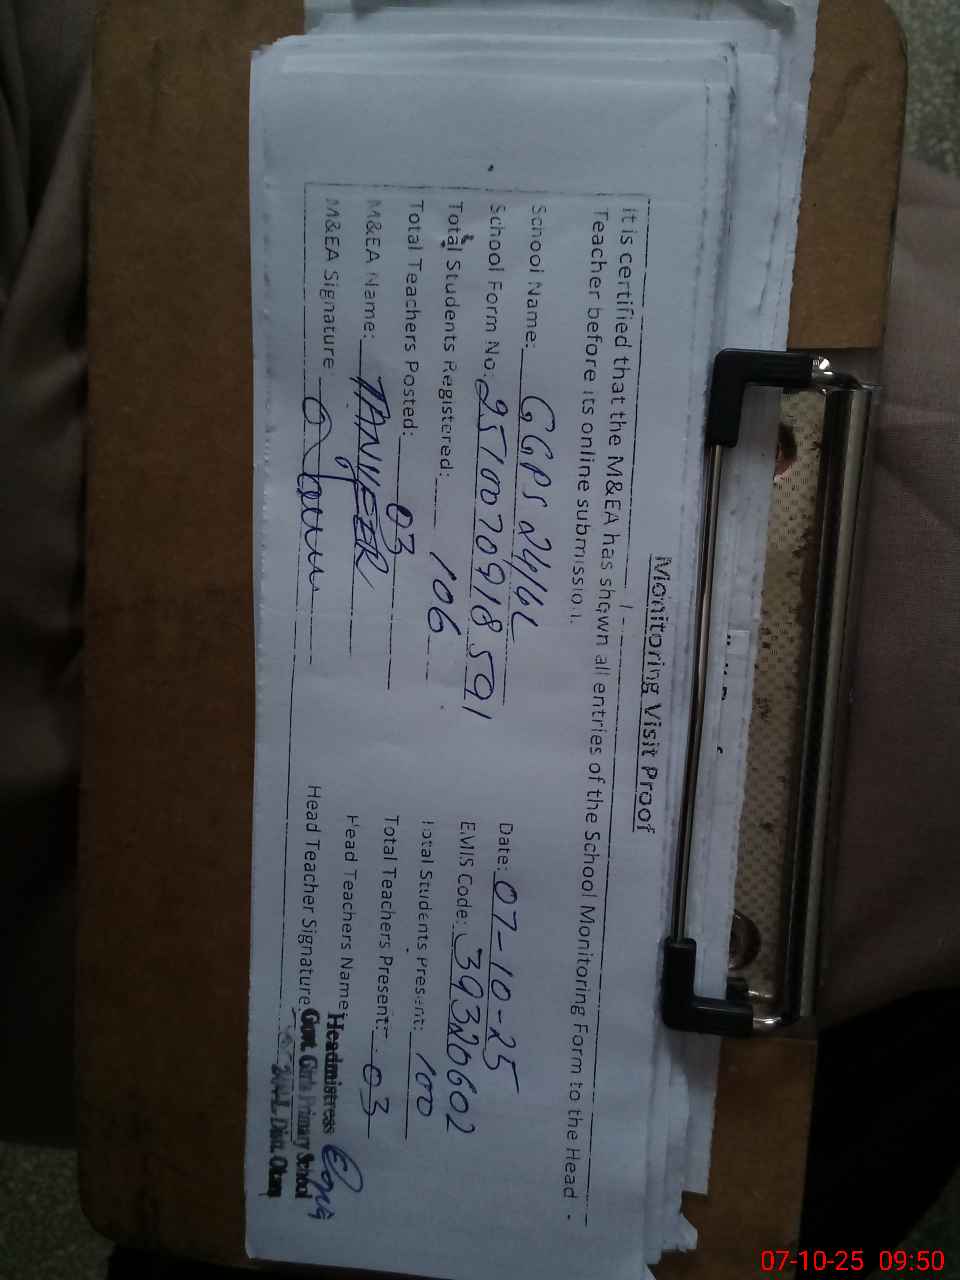 Monitoring Visit Proof
It is certified that the M&EA has shown all entries of the School Monitoring Form to the Head
Teacher before its online submission.
School Name: GGPS 24/4L Date: 07-10-25
School Form No: 2510070918591 EMIS Code: 39320602
Total Students Registered: 106 Total Students Present: 100
Total Teachers Posted: 03 Total Teachers Present: 03
M&EA Name: TANVEER Head Teachers Name:
M&EA Signature Head Teacher Signature:
Headmistress
Govt. Girls Primary School
Distt. Okara
07-10-25 09:50